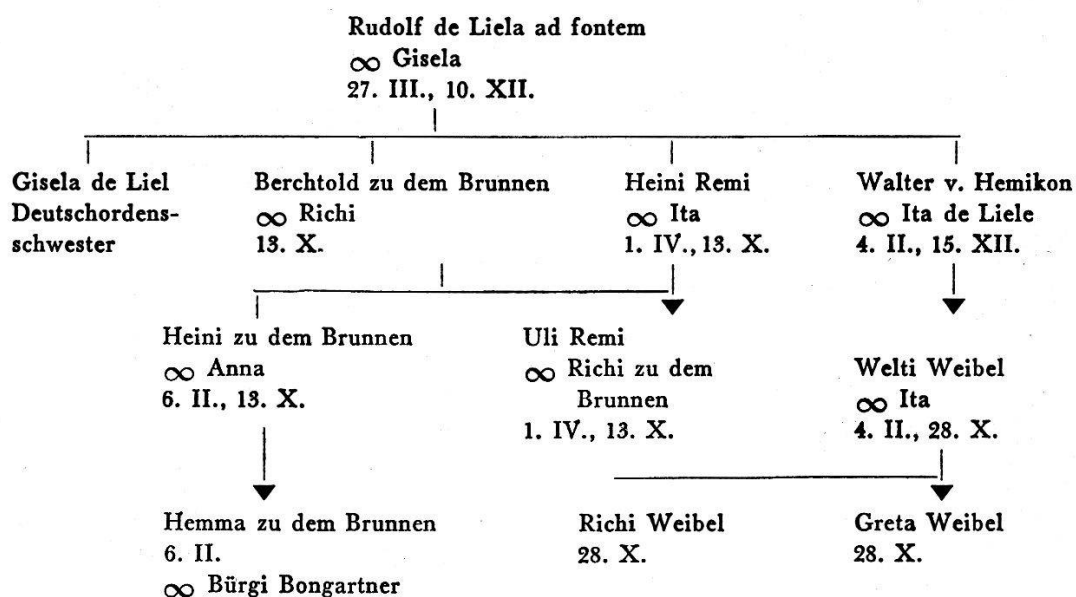 Rudolf de Liela ad fontem
∞ Gisela
27. III., 10. XII.
Gisela de Liel
Deutschordens-
schwester
Berchtold zu dem Brunnen
∞ Richi
13. X.
Heini Remi
∞ Ita
1. IV., 13. X.
Walter v. Hemikon
∞ Ita de Liele
4. II., 15. XII.
Heini zu dem Brunnen
∞ Anna
6. II., 13. X.
Uli Remi
∞ Richi zu dem
Brunnen
1. IV., 13. X.
Welti Weibel
∞ Ita
4. II., 28. X.
Hemma zu dem Brunnen
6. II.
∞ Bürgi Bongartner
Richi Weibel
28. X.
Greta Weibel
28. X.